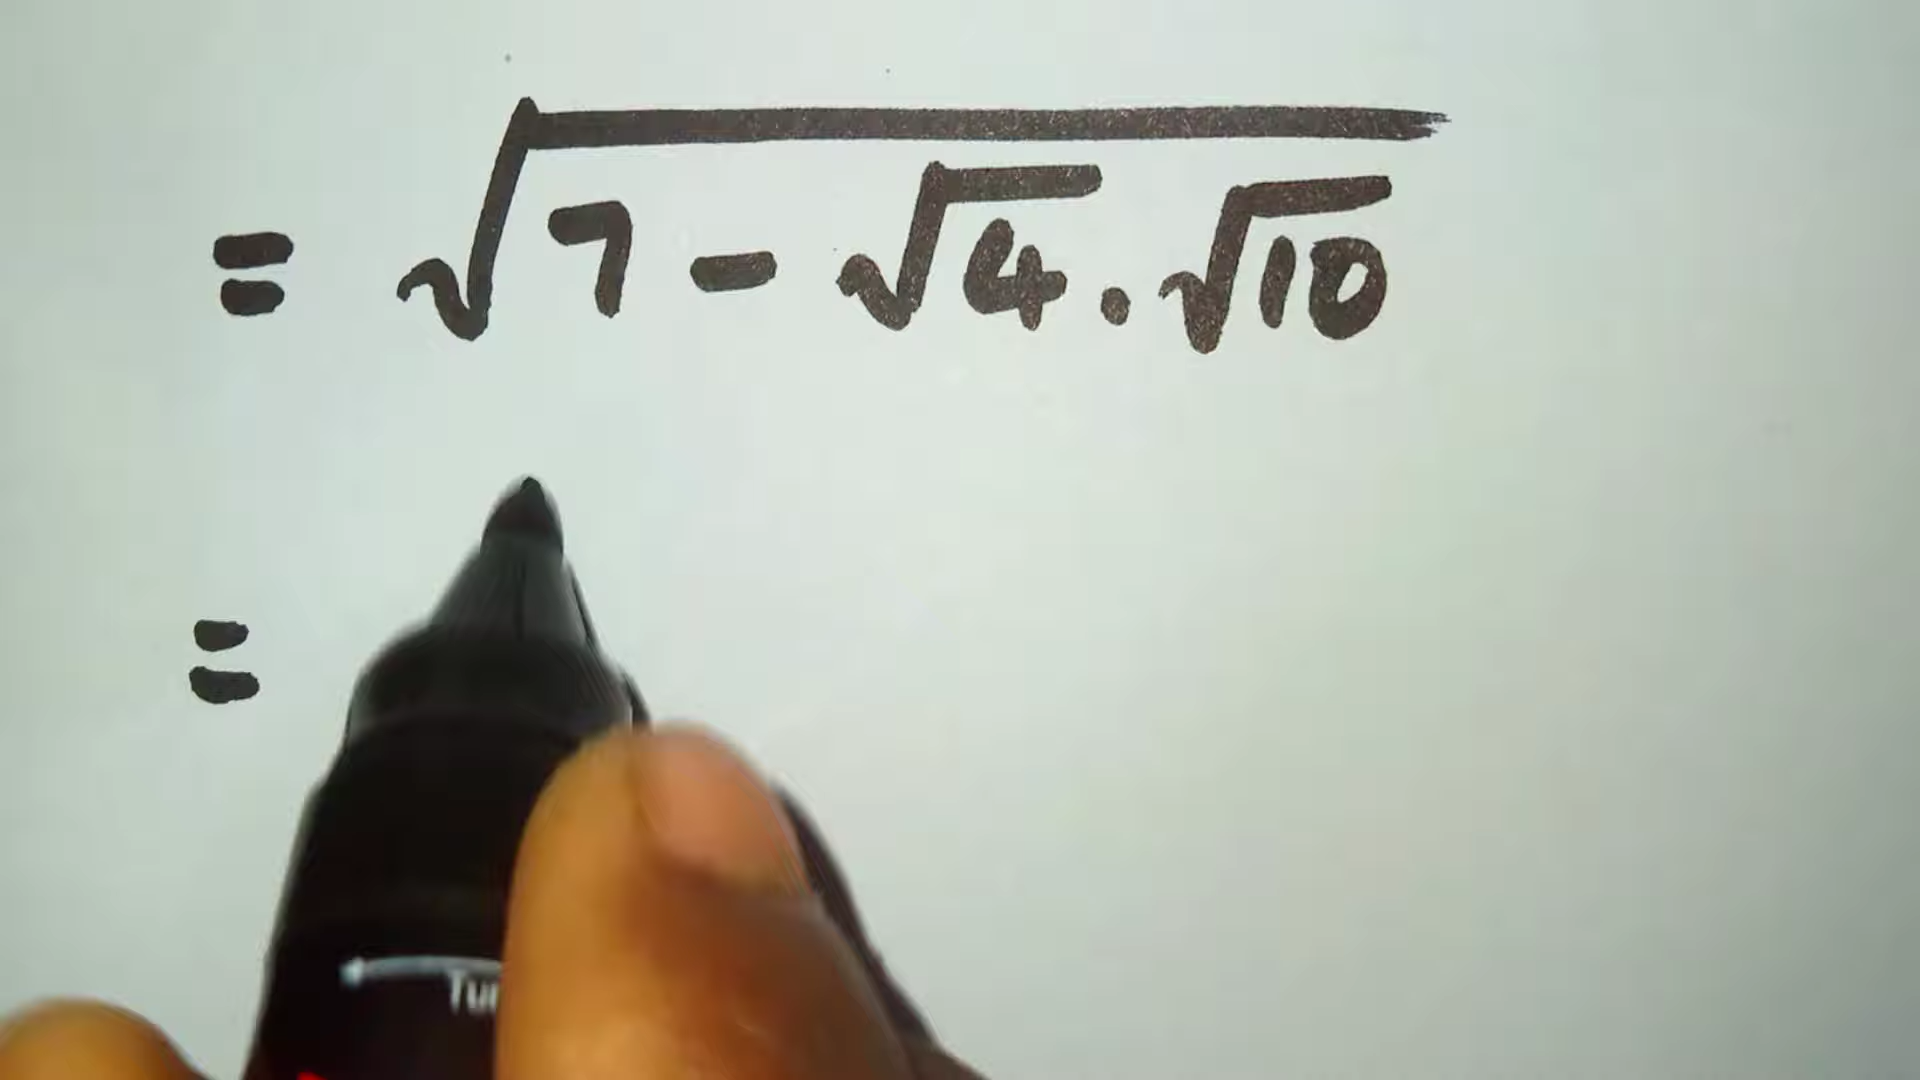 = √(7 - √4 . √10)
=